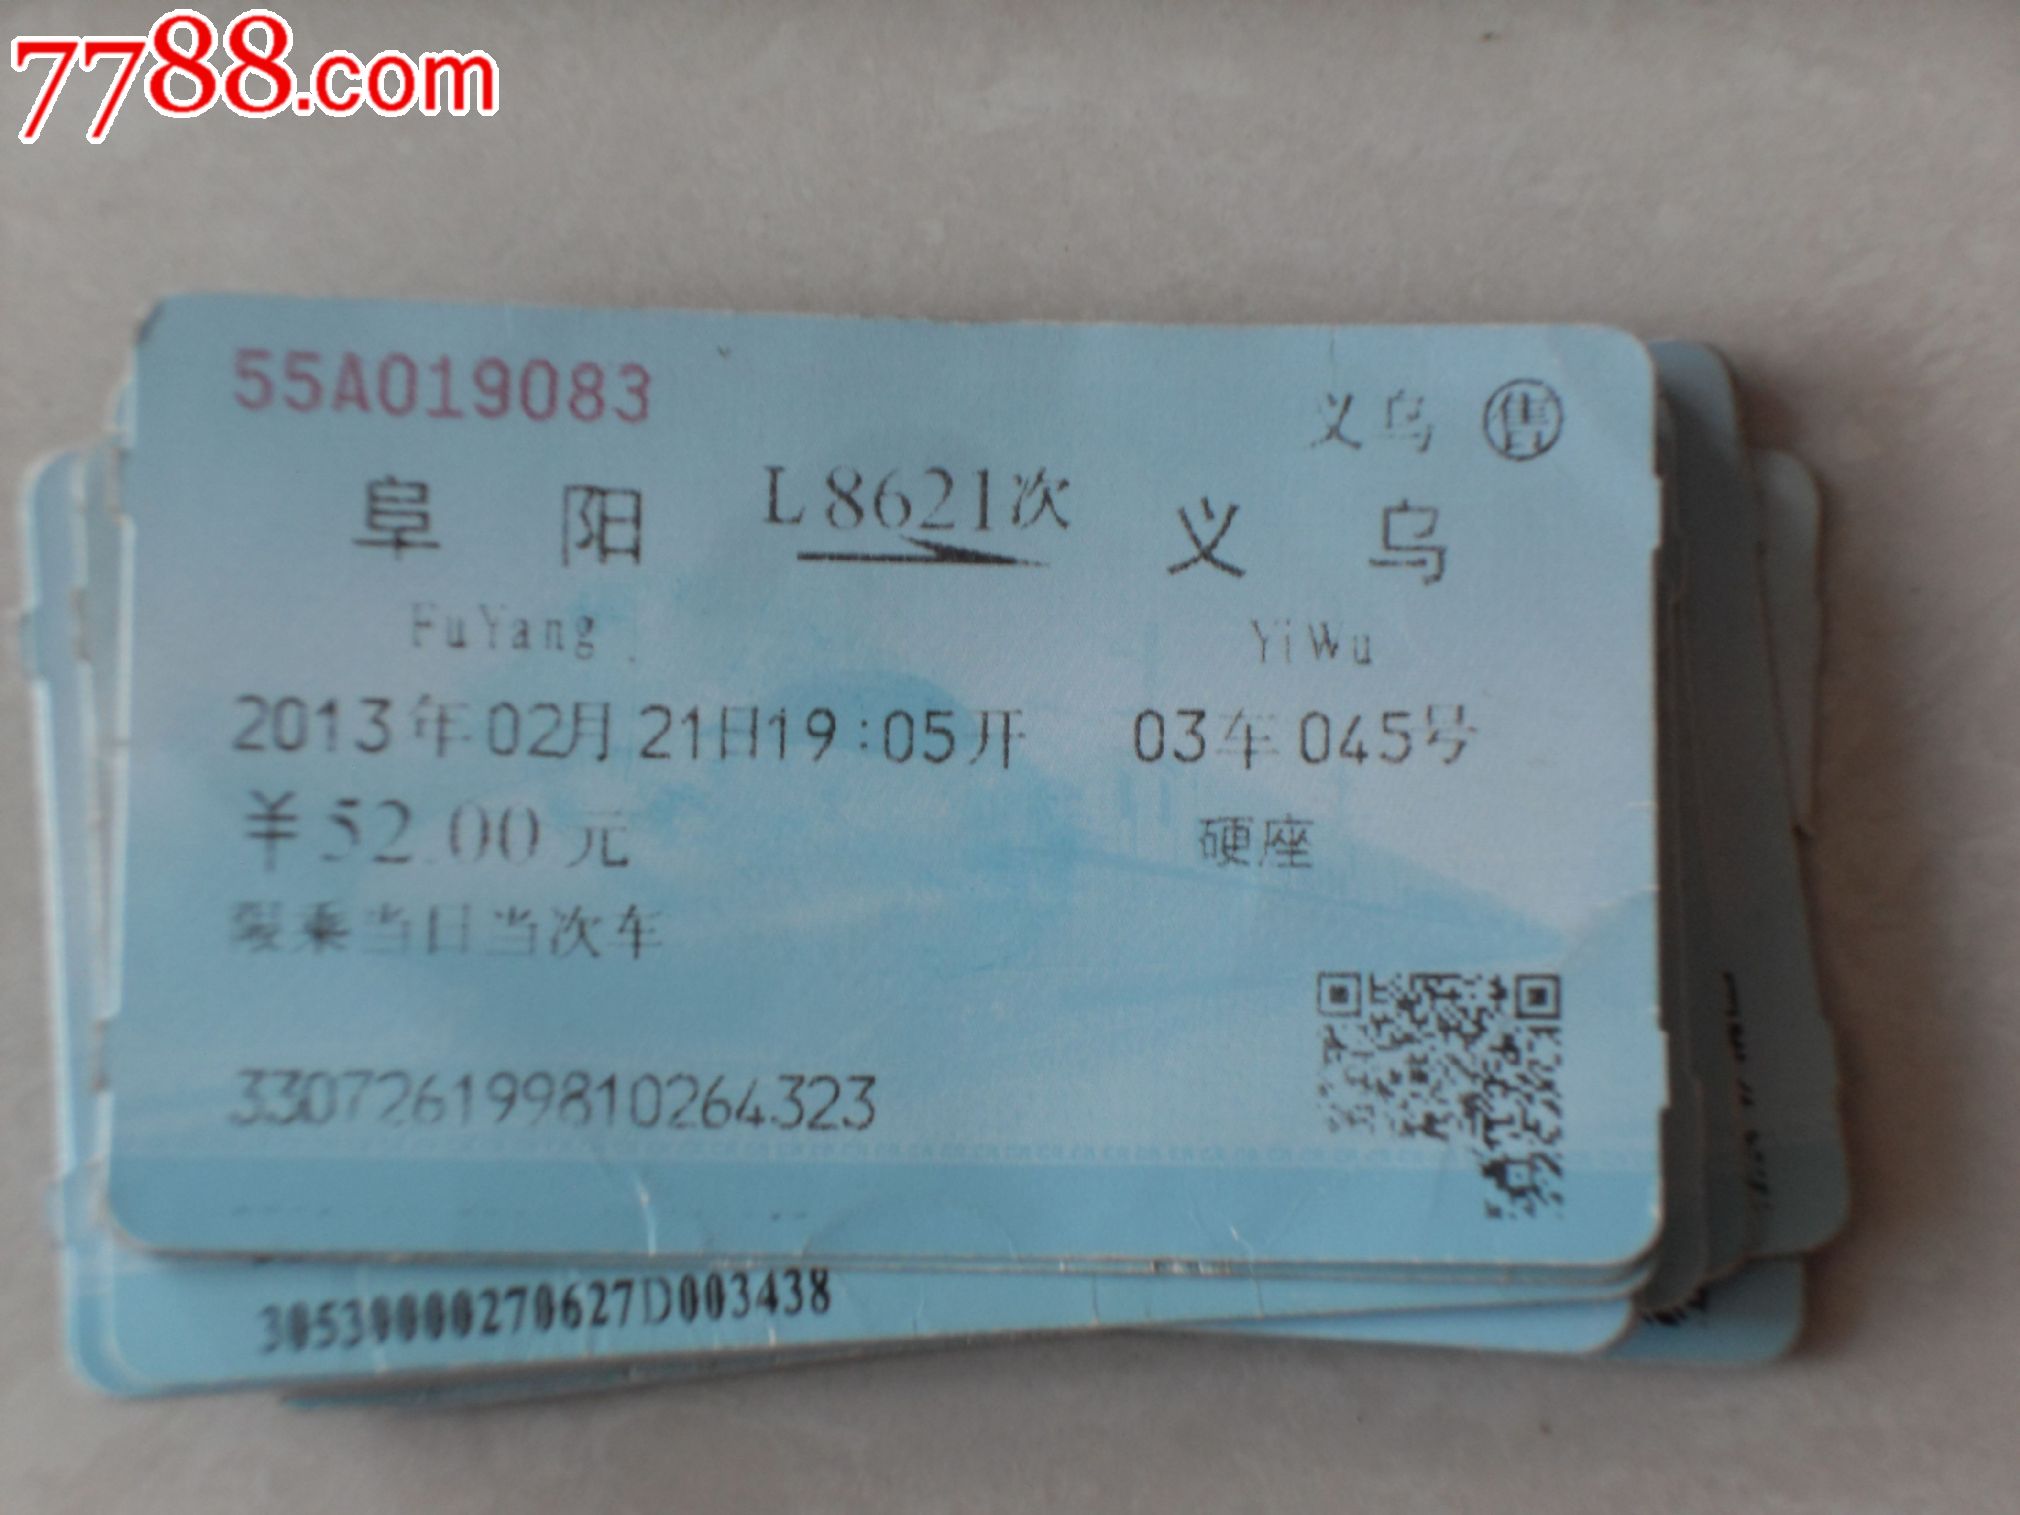 7788.com
55A019083
义乌 售
阜阳 L8621次 义乌
FuYang YiWu
2013年02月21日19:05开 03车045号
￥52.00元 硬座
限乘当日当次车
330726199810264323
30530000270627D003438